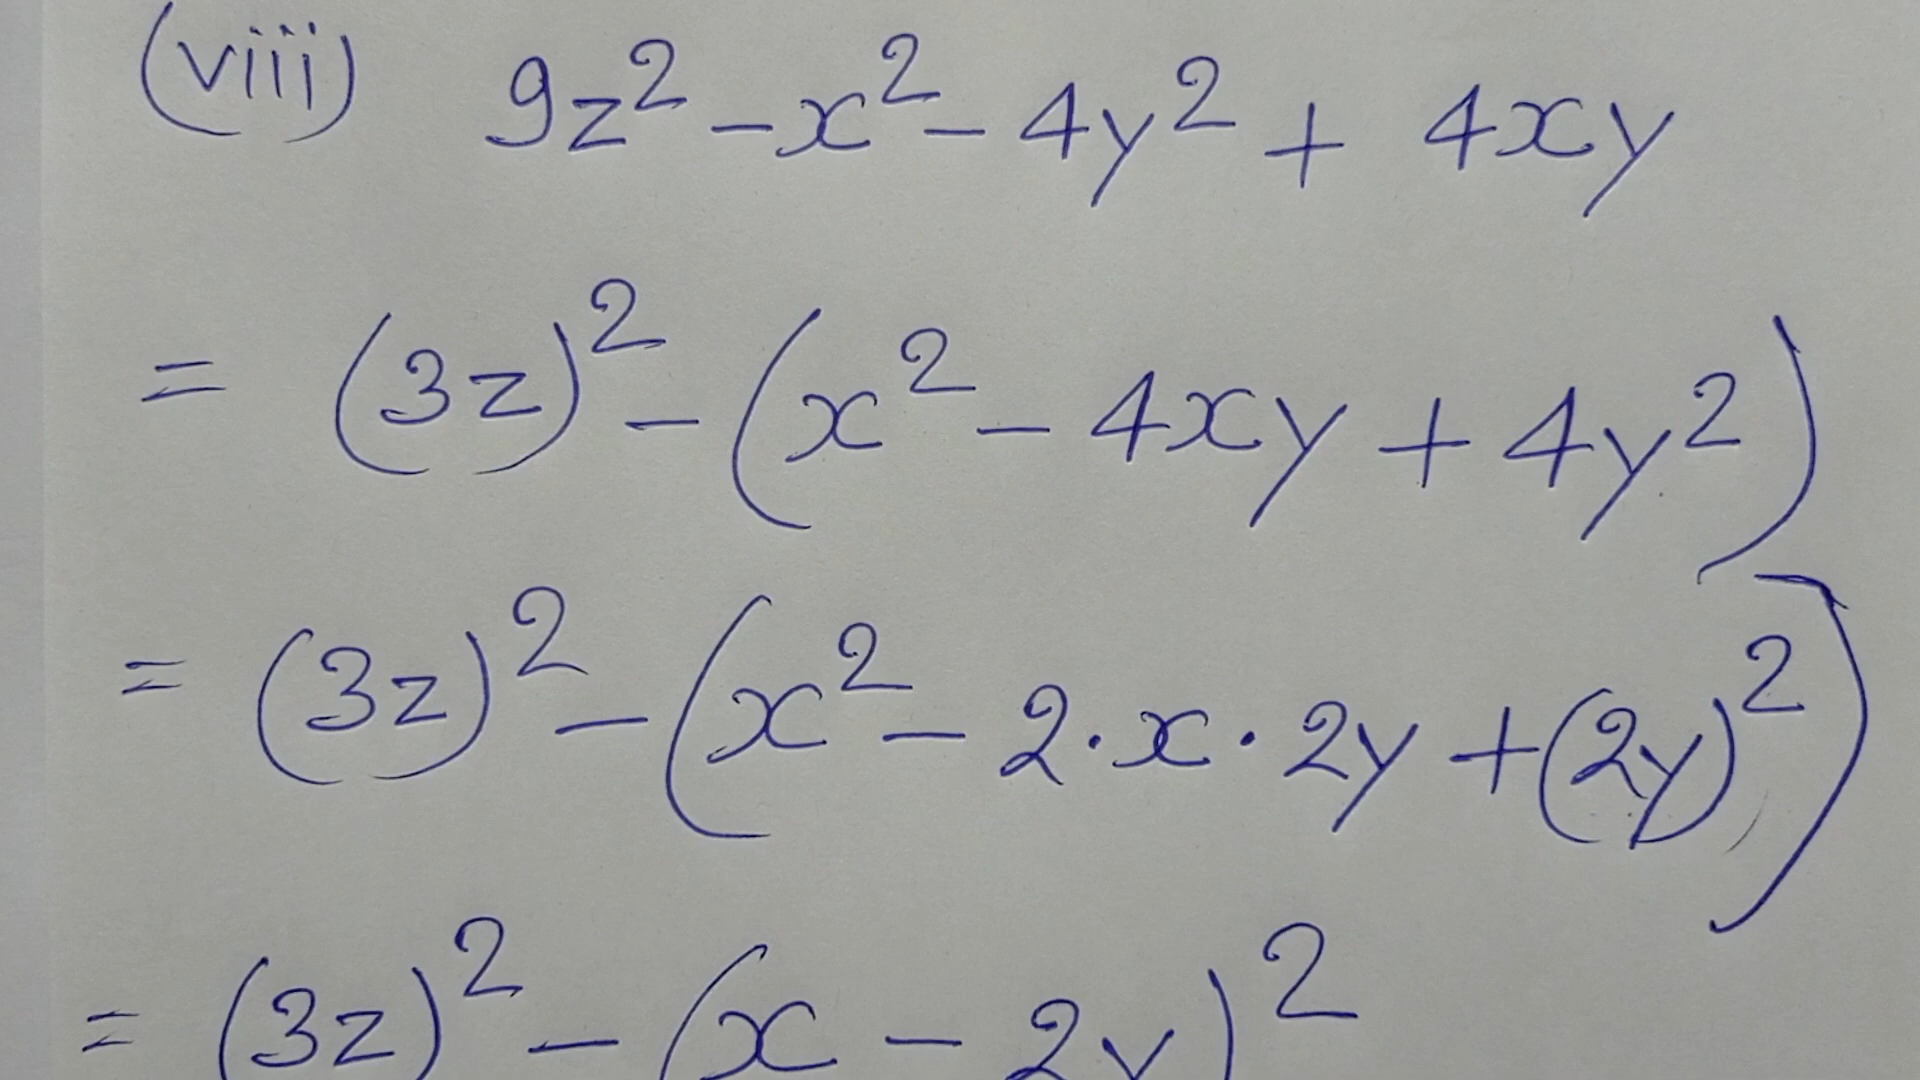 (viii) 9z² - x² - 4y² + 4xy
= (3z)² - (x² - 4xy + 4y²)
= (3z)² - (x² - 2·x·2y + (2y)²)
= (3z)² - (x - 2y)²